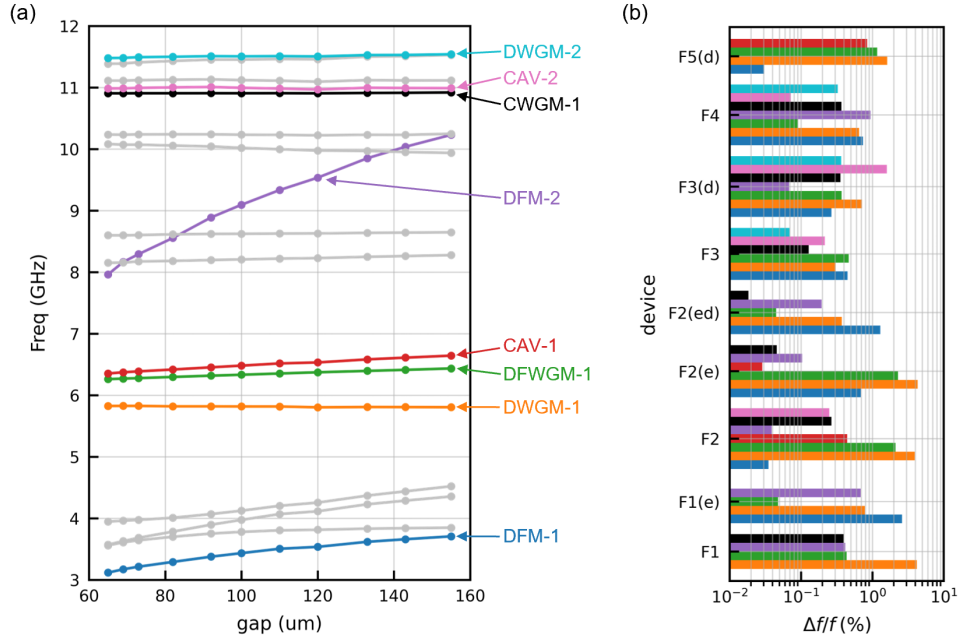 (a)
(b)
12
11
10
9
8
7
6
5
4
3
Freq (GHz)
60
80
100
120
140
160
gap (um)
DWGM-2
CAV-2
CWGM-1
DFM-2
CAV-1
DFWGM-1
DWGM-1
DFM-1
device
F5(d)
F4
F3(d)
F3
F2(ed)
F2(e)
F2
F1(e)
F1
10⁻²
10⁻¹
10⁰
10¹
Δf/f (%)